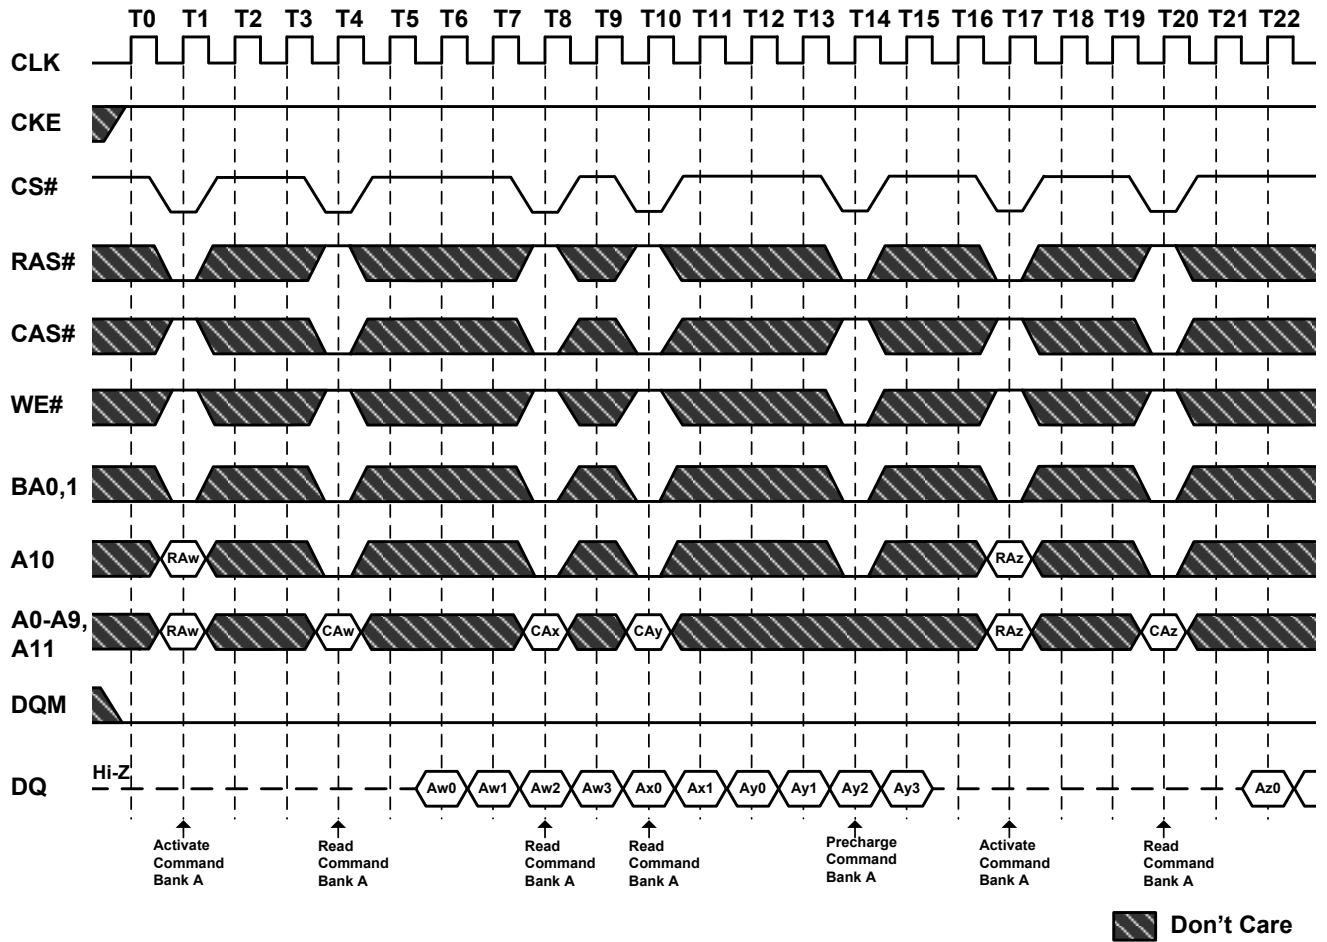 T0 T1 T2 T3 T4 T5 T6 T7 T8 T9 T10 T11 T12 T13 T14 T15 T16 T17 T18 T19 T20 T21 T22
CLK
CKE
CS#
RAS#
CAS#
WE#
BA0,1
A10 RAw RAz
A0-A9,
A11
RAw CAw CAx CAy RAz CAz
DQM
Hi-Z
DQ Aw0 Aw1 Aw2 Aw3 Ax0 Ax1 Ay0 Ay1 Ay2 Ay3 Az0
Activate
Command
Bank A
Read
Command
Bank A
Read
Command
Bank A
Read
Command
Bank A
Precharge
Command
Bank A
Activate
Command
Bank A
Read
Command
Bank A
Don't Care